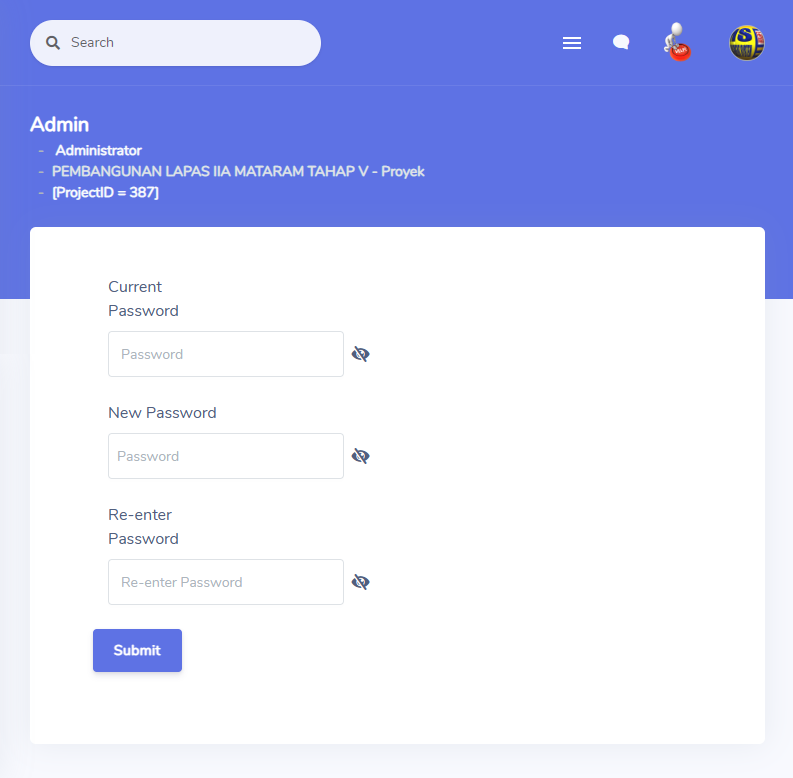 Search
Admin
- Administrator
- PEMBANGUNAN LAPAS IIA MATARAM TAHAP V - Proyek
- [ProjectID = 387]
Current
Password
Password
New Password
Password
Re-enter
Password
Re-enter Password
Submit